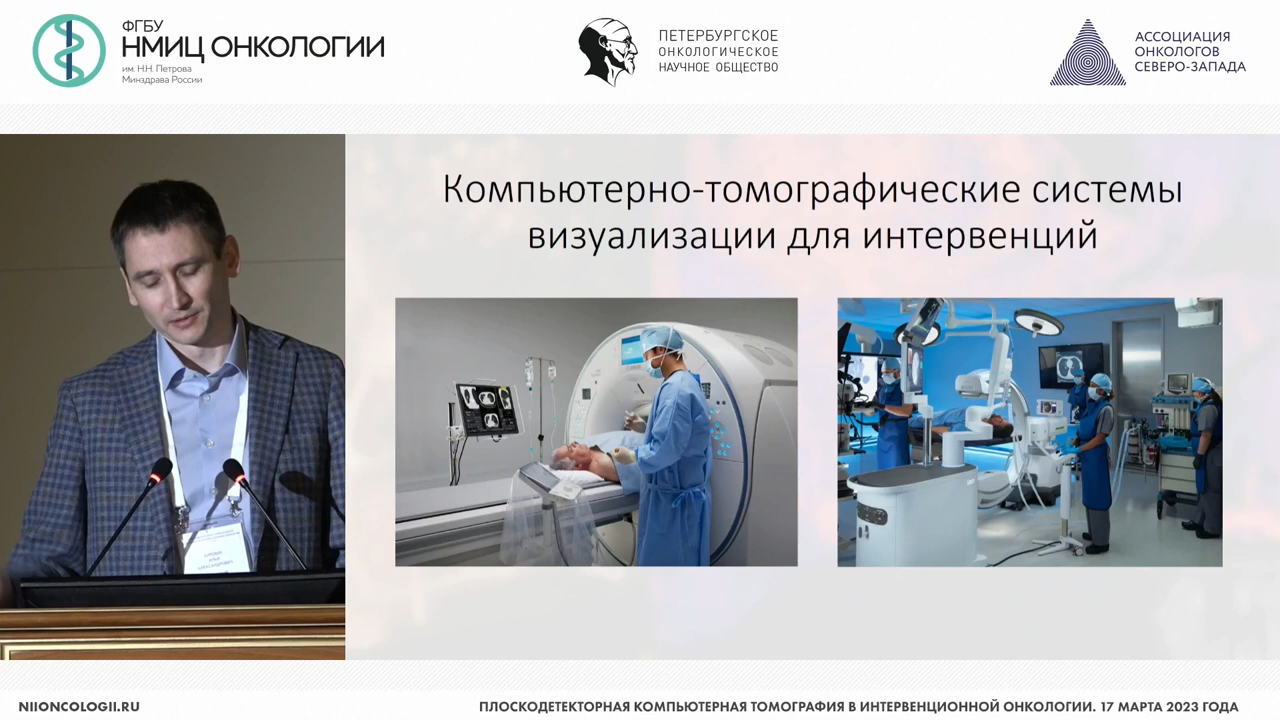 ФГБУ
НМИЦ ОНКОЛОГИИ
им. Н.Н. Петрова
Минздрава России
ПЕТЕРБУРГСКОЕ
ОНКОЛОГИЧЕСКОЕ
НАУЧНОЕ ОБЩЕСТВО
АССОЦИАЦИЯ
ОНКОЛОГОВ
СЕВЕРО-ЗАПАДА
Компьютерно-томографические системы
визуализации для интервенций
NIIONCOLOGII.RU
ПЛОСКОДЕТЕКТОРНАЯ КОМПЬЮТЕРНАЯ ТОМОГРАФИЯ В ИНТЕРВЕНЦИОННОЙ ОНКОЛОГИИ. 17 МАРТА 2023 ГОДА